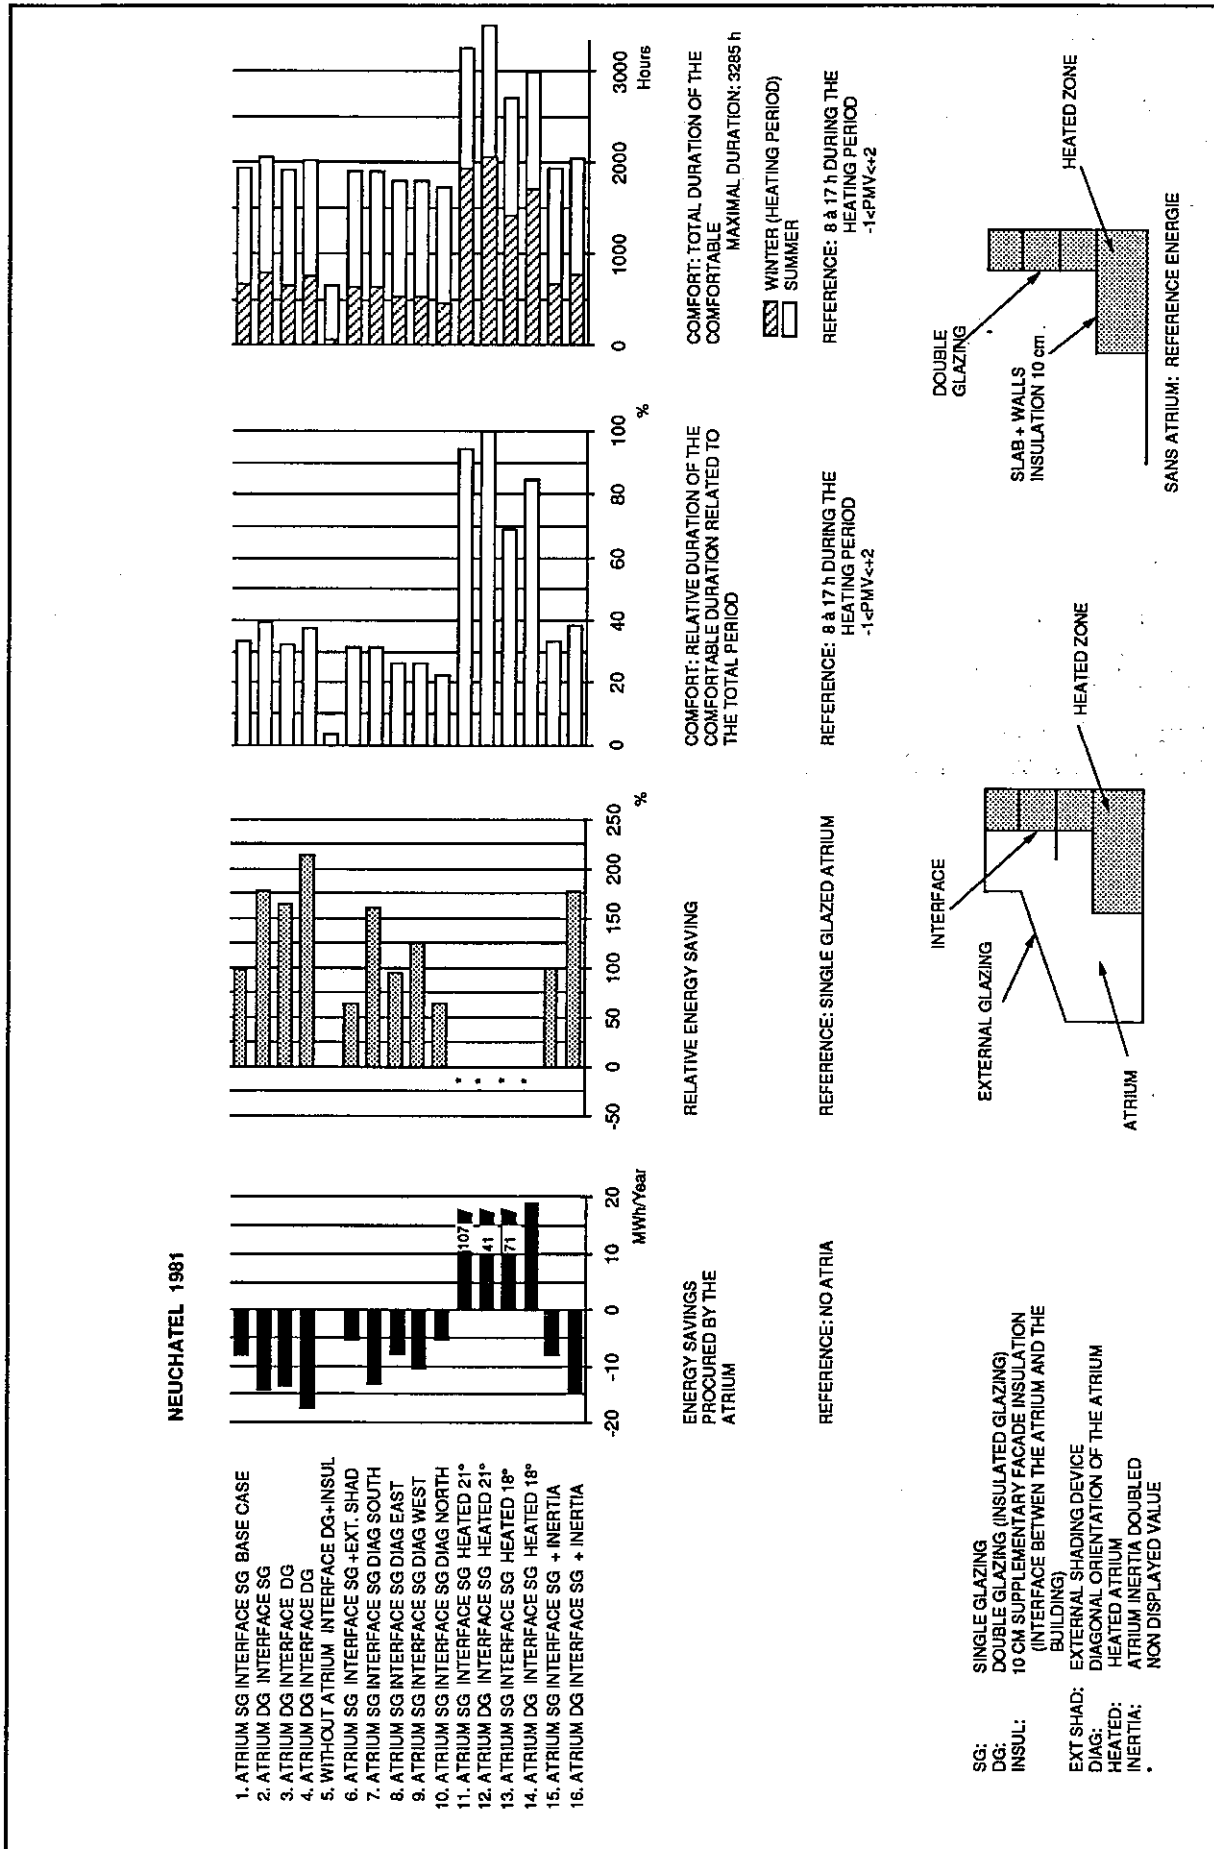 NEUCHATEL 1981
1. ATRIUM SG INTERFACE SG BASE CASE
2. ATRIUM DG INTERFACE SG
3. ATRIUM DG INTERFACE DG
4. ATRIUM DG INTERFACE DG
5. WITHOUT ATRIUM INTERFACE DG+INSUL
6. ATRIUM SG INTERFACE SG +EXT. SHAD
7. ATRIUM SG INTERFACE SG DIAG SOUTH
8. ATRIUM SG INTERFACE SG DIAG EAST
9. ATRIUM SG INTERFACE SG DIAG WEST
10. ATRIUM SG INTERFACE SG DIAG NORTH
11. ATRIUM SG INTERFACE SG HEATED 21°
12. ATRIUM DG INTERFACE SG HEATED 21°
13. ATRIUM SG INTERFACE SG HEATED 18°
14. ATRIUM DG INTERFACE SG HEATED 18°
15. ATRIUM SG INTERFACE SG + INERTIA
16. ATRIUM DG INTERFACE SG + INERTIA
107
41
71
-20 -10 0 10 20
MWh/Year
ENERGY SAVINGS
PROCURED BY THE
ATRIUM
REFERENCE: NO ATRIA
*
*
*
*
-50 0 50 100 150 200 250
%
RELATIVE ENERGY SAVING
REFERENCE: SINGLE GLAZED ATRIUM
0 20 40 60 80 100
%
COMFORT: RELATIVE DURATION OF THE
COMFORTABLE DURATION RELATED TO
THE TOTAL PERIOD
REFERENCE: 8 à 17 h DURING THE
HEATING PERIOD
-1<PMV<+2
0 1000 2000 3000
Hours
COMFORT: TOTAL DURATION OF THE
COMFORTABLE
MAXIMAL DURATION: 3285 h
WINTER (HEATING PERIOD)
SUMMER
REFERENCE: 8 à 17 h DURING THE
HEATING PERIOD
-1<PMV<+2
SG: SINGLE GLAZING
DG: DOUBLE GLAZING (INSULATED GLAZING)
INSUL: 10 CM SUPPLEMENTARY FACADE INSULATION
(INTERFACE BETWEN THE ATRIUM AND THE
BUILDING)
EXT SHAD: EXTERNAL SHADING DEVICE
DIAG: DIAGONAL ORIENTATION OF THE ATRIUM
HEATED: HEATED ATRIUM
INERTIA: ATRIUM INERTIA DOUBLED
* NON DISPLAYED VALUE
EXTERNAL GLAZING
INTERFACE
ATRIUM
HEATED ZONE
DOUBLE
GLAZING
SLAB + WALLS
INSULATION 10 cm
HEATED ZONE
SANS ATRIUM: REFERENCE ENERGIE